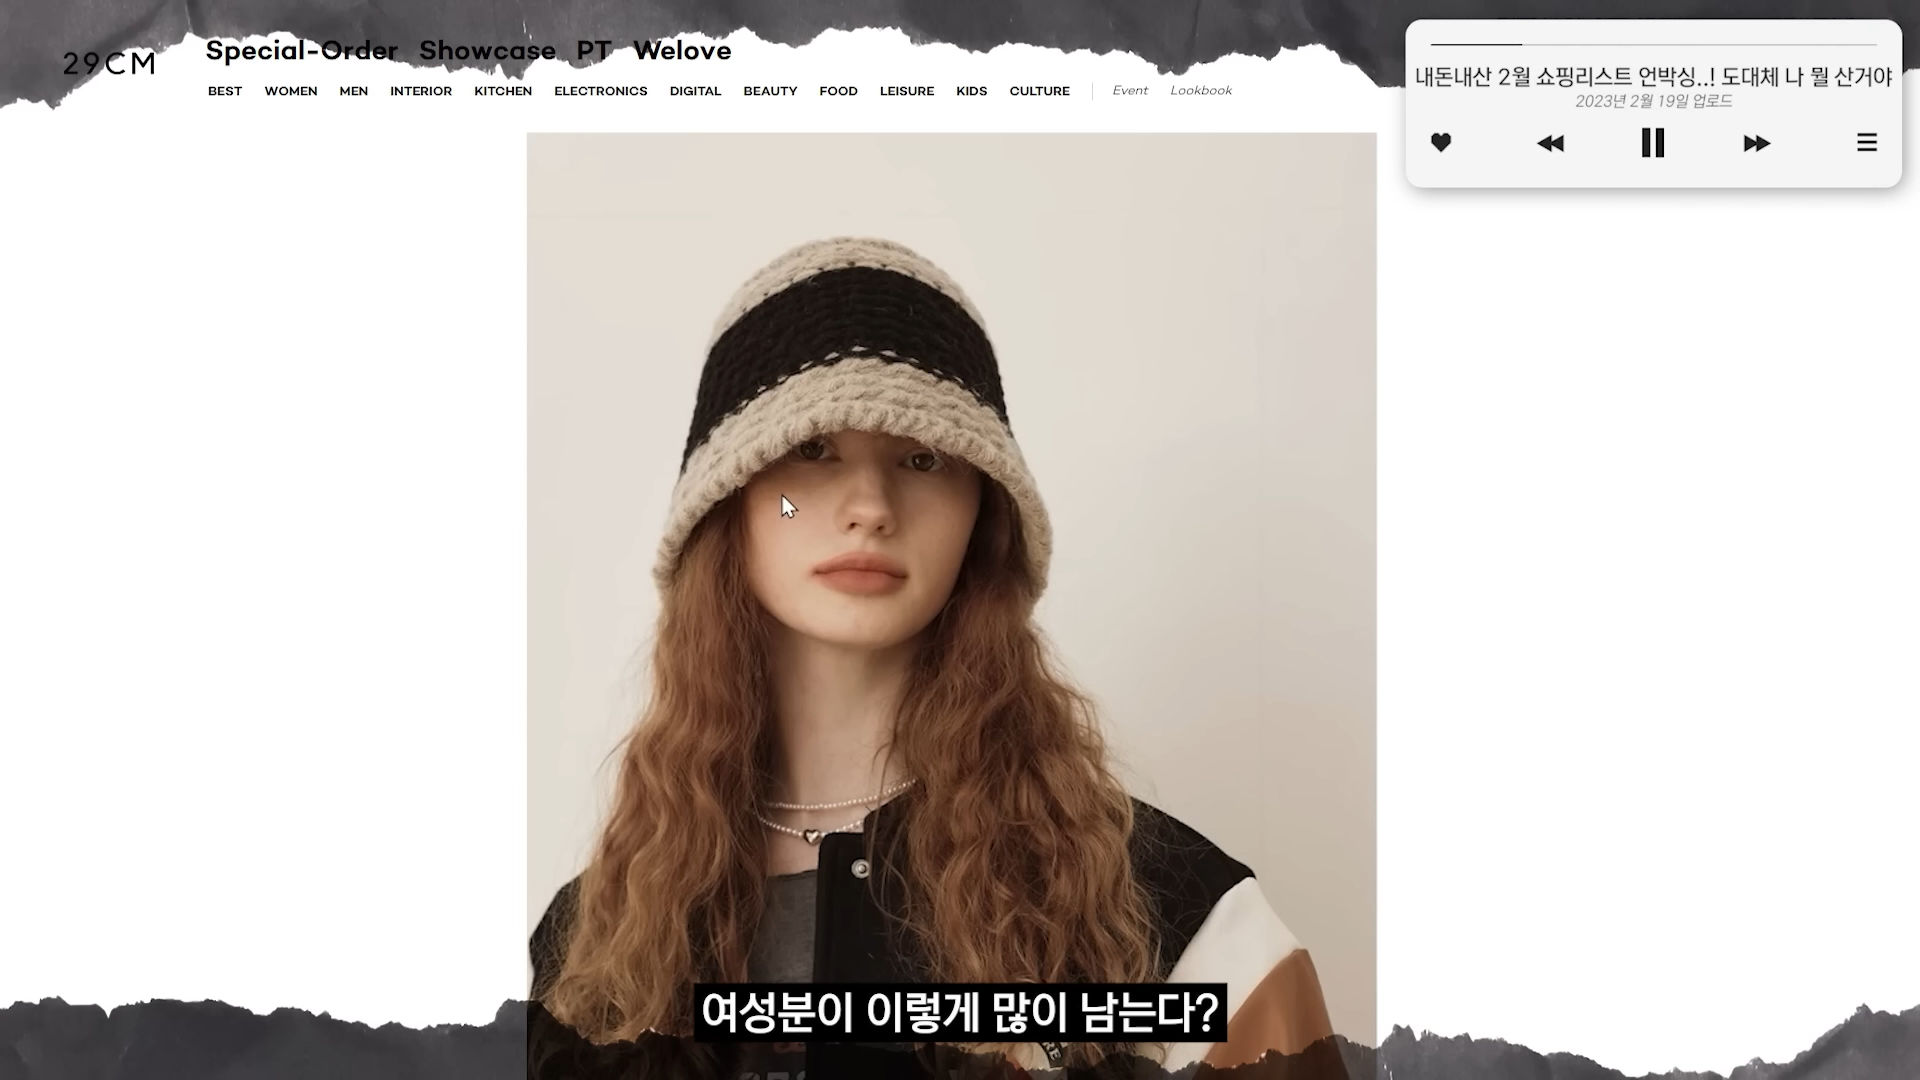 29CM
Special-Order Showcase PT Welove
BEST WOMEN MEN INTERIOR KITCHEN ELECTRONICS DIGITAL BEAUTY FOOD LEISURE KIDS CULTURE Event Lookbook
내돈내산 2월 쇼핑리스트 언박싱..! 도대체 나 뭘 산거야
2023년 2월 19일 업로드
여성분이 이렇게 많이 남는다?